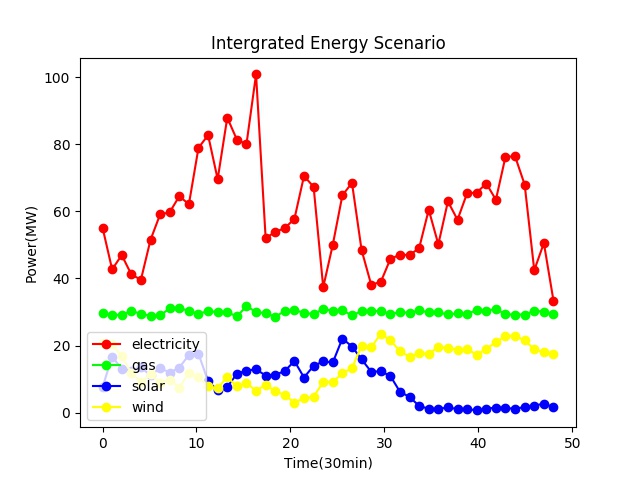 Intergrated Energy Scenario
Power(MW)
100
80
60
40
20
0
electricity
gas
solar
wind
0 10 20 30 40 50
Time(30min)